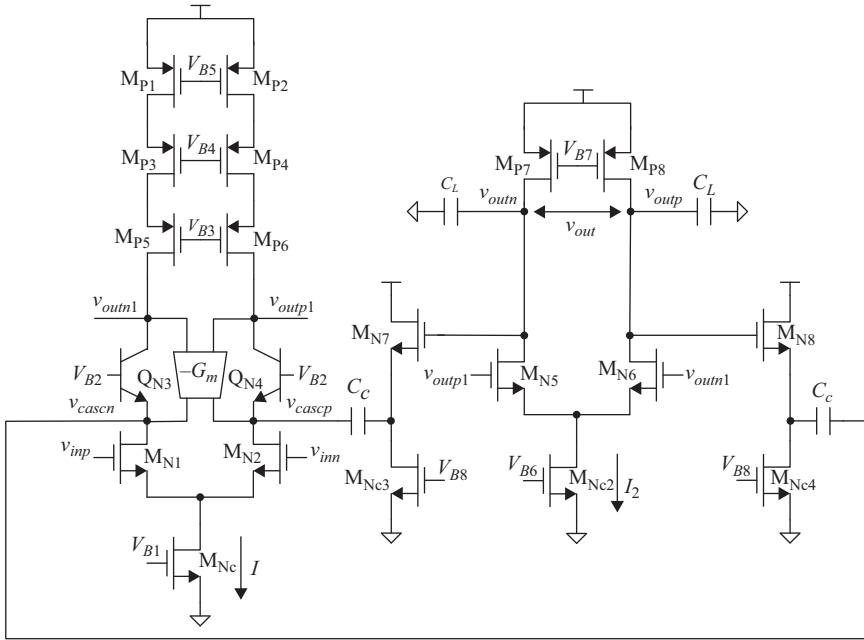 M_P1 V_B5 M_P2
M_P3 V_B4 M_P4
M_P5 V_B3 M_P6
v_outn1 v_outp1
V_B2 Q_N3 −G_m Q_N4 V_B2
v_cascn v_cascp C_C
v_inp M_N1 M_N2 v_inn
V_B1 M_Nc I
M_P7 V_B7 M_P8
C_L v_outn v_outp C_L
v_out
M_N7 M_N8
v_outp1 M_N5 M_N6 v_outn1
C_c
M_Nc3 V_B8 V_B6 M_Nc2 I_2 V_B8 M_Nc4